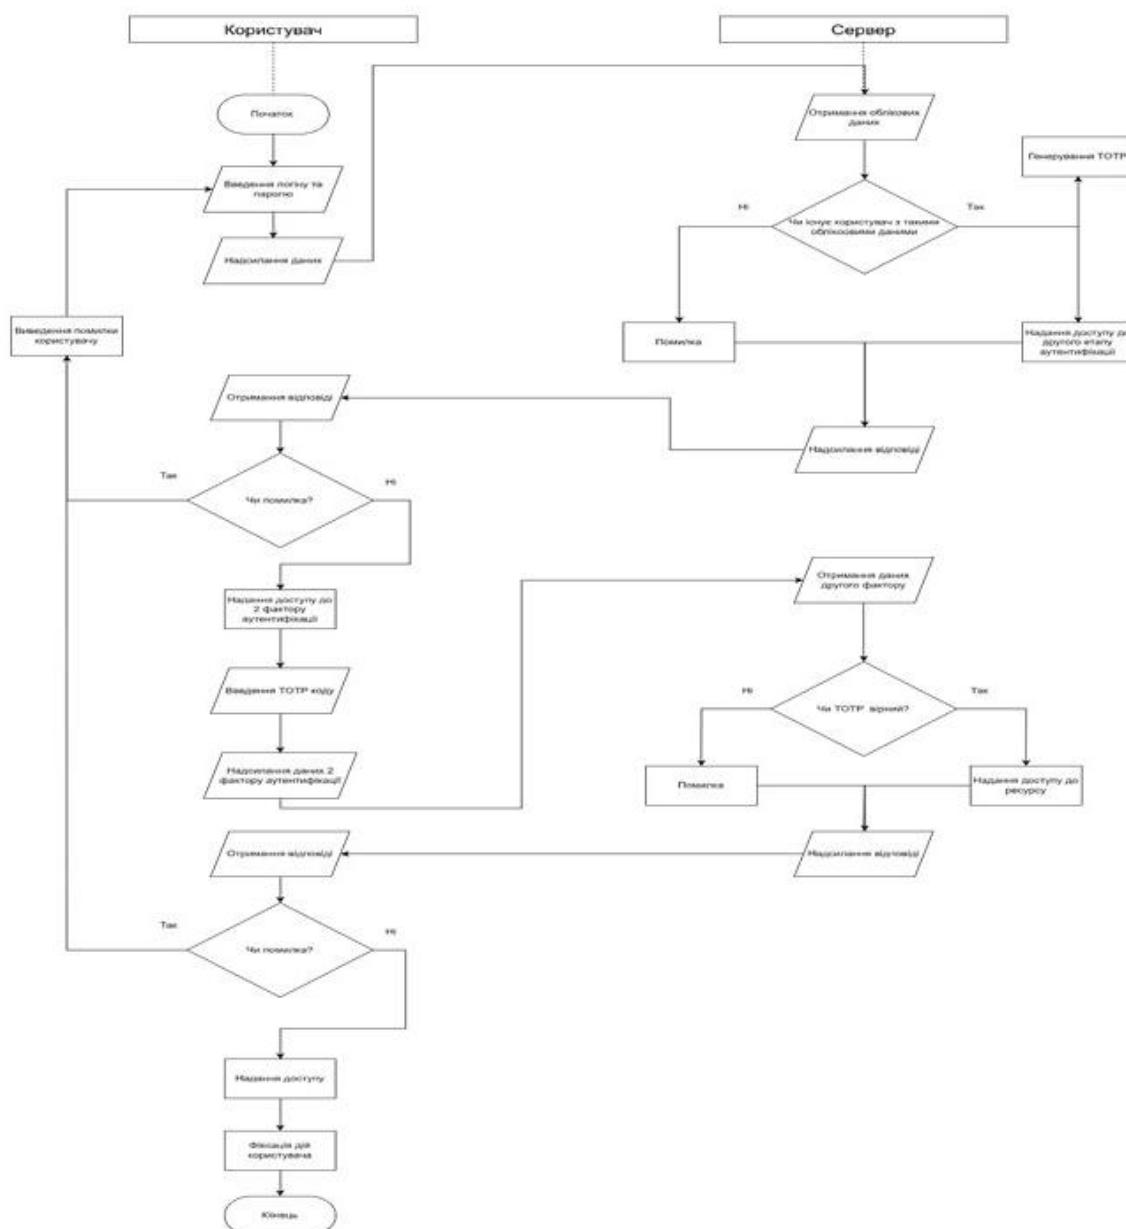 Користувач
Сервер
Початок
Введення логіну та
паролю
Надсилання даних
Отримання облікових
даних
Генерування TOTP
Ні
Так
Чи існує користувач з такими
обліковими даними
Виведення помилки
користувачу
Помилка
Надання доступу до
другого етапу
аутентифікації
Отримання відповіді
Надсилання відповіді
Так
Ні
Чи помилка?
Надання доступу до
2 фактору
аутентифікації
Отримання даних
другого фактору
Введення TOTP коду
Ні
Так
Чи TOTP вірний?
Надсилання даних 2
фактору аутентифікації
Помилка
Надання доступу до
ресурсу
Отримання відповіді
Надсилання відповіді
Так
Ні
Чи помилка?
Надання доступу
Фіксація дій
користувача
Кінець